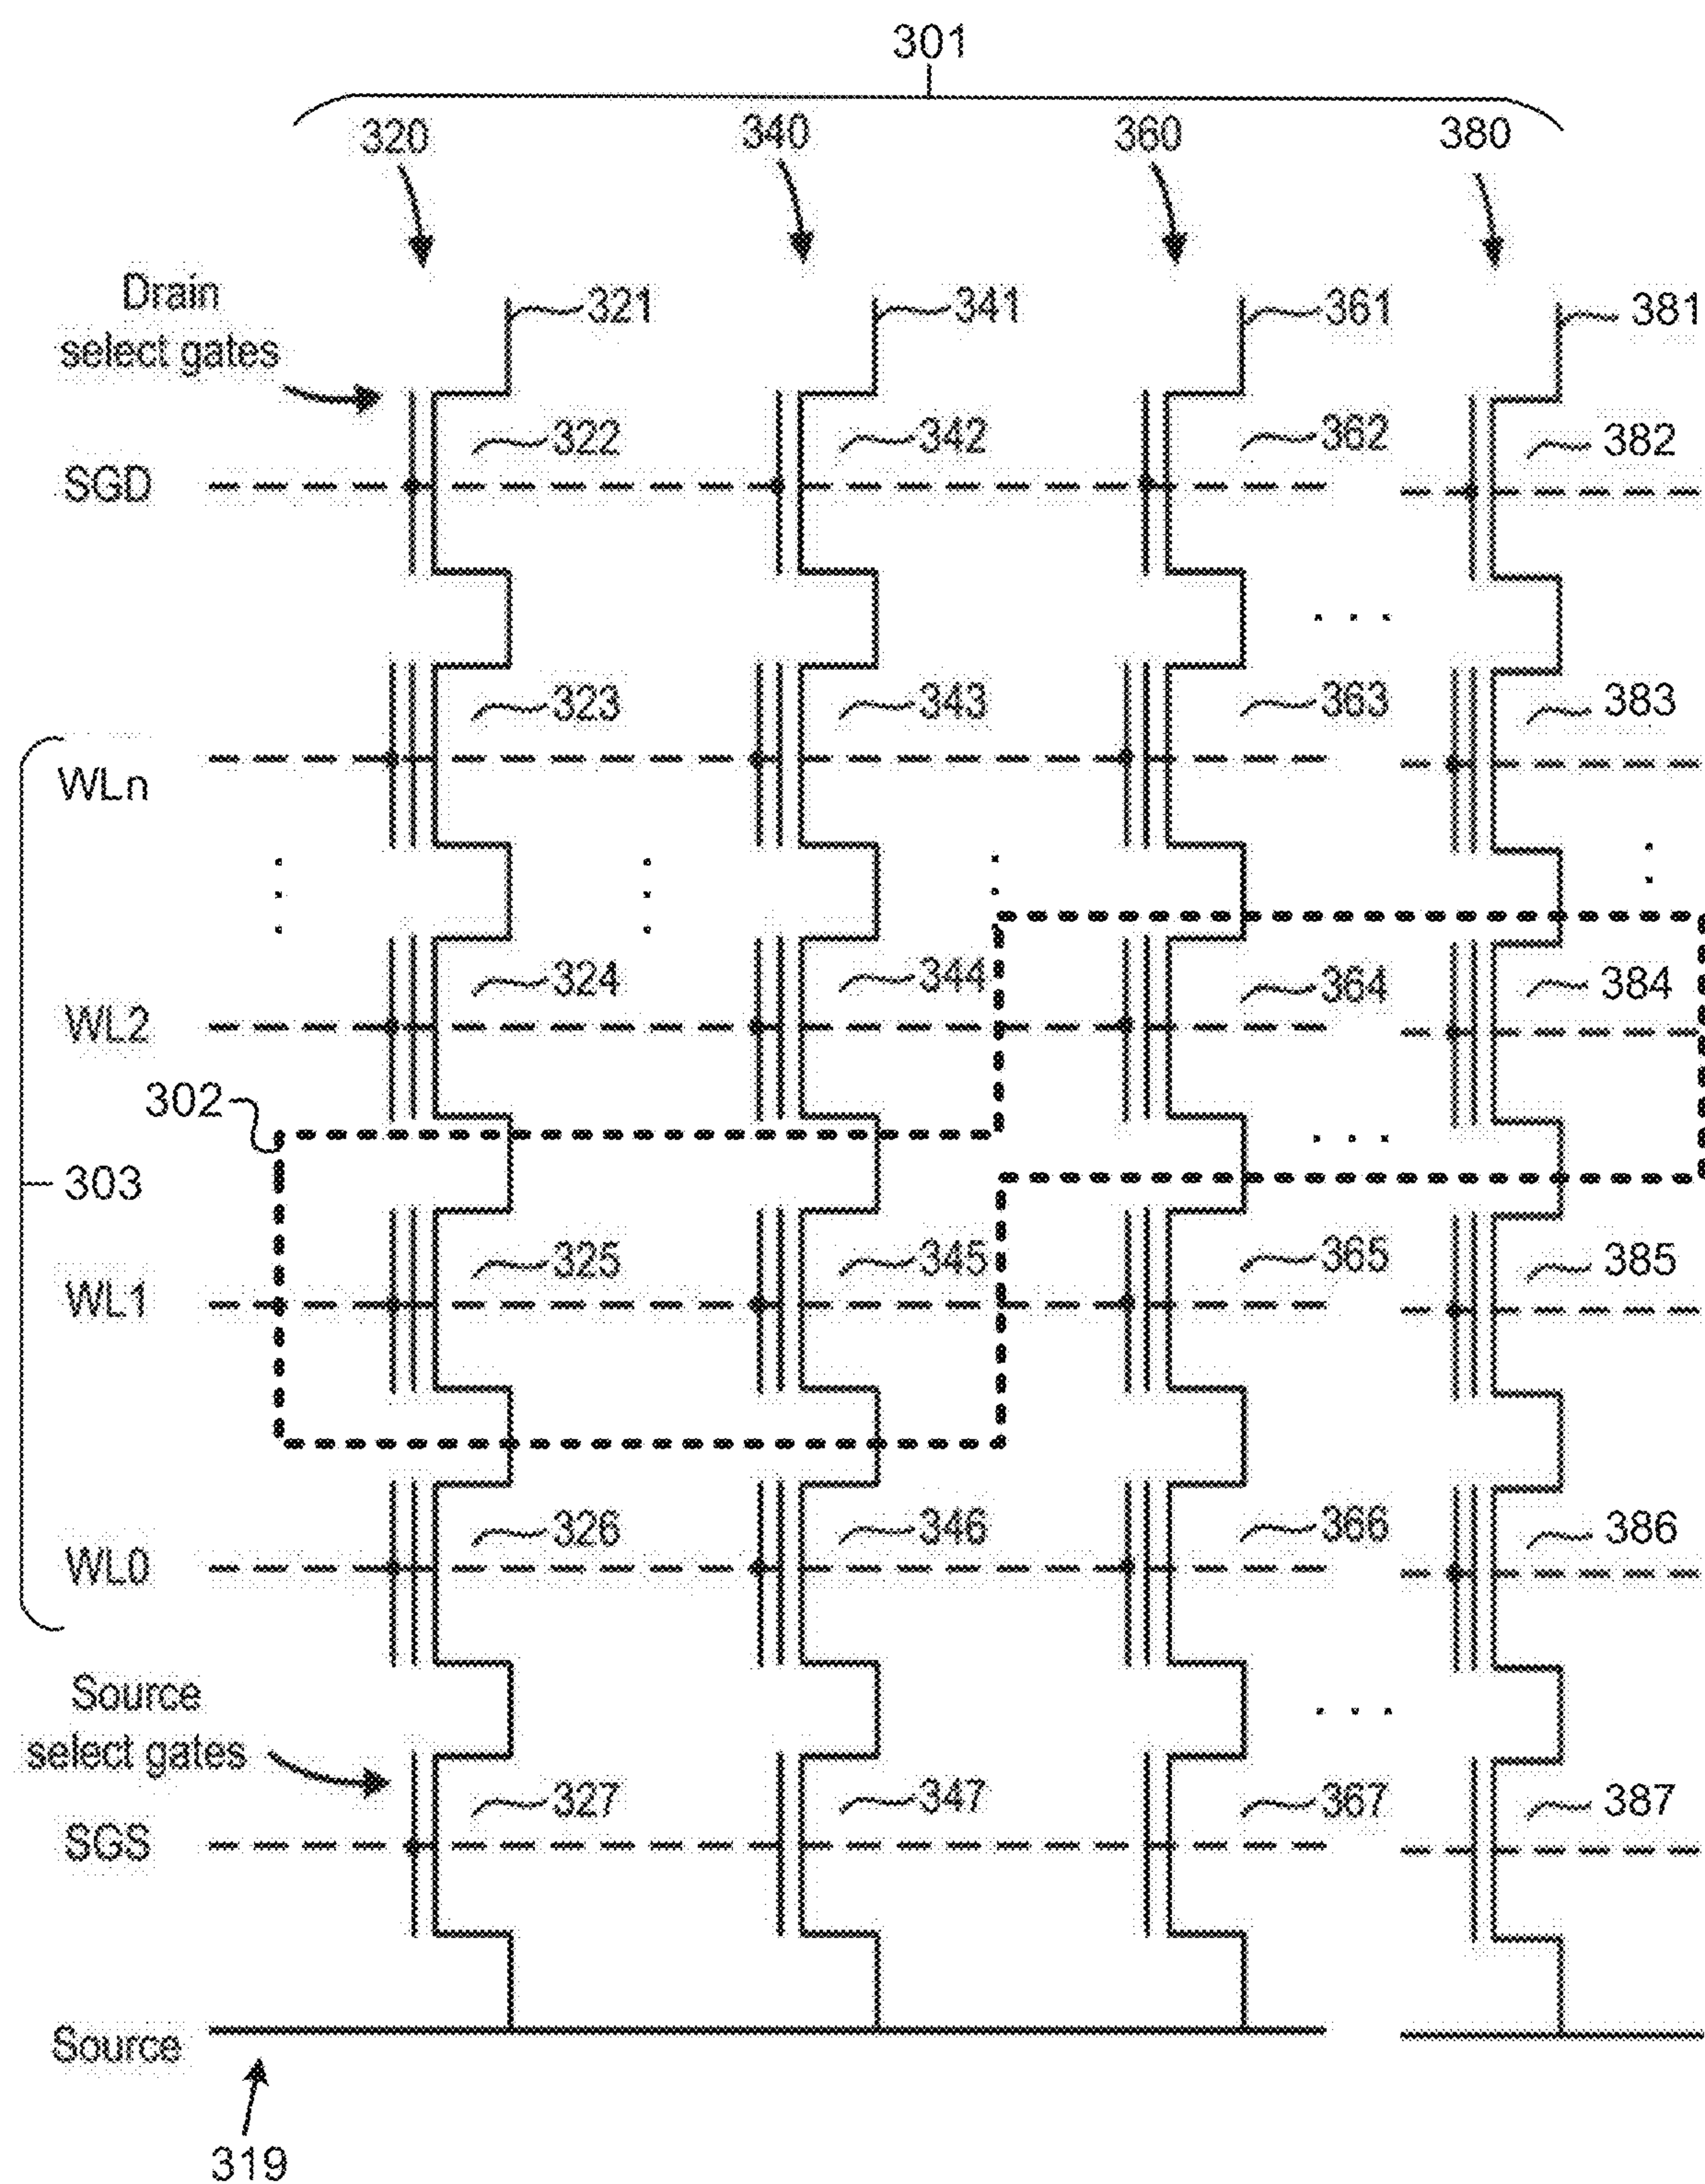 301
320 340 360 380
Drain
select gates
321 341 361 381
SGD 322 342 362 382
WLn 323 343 363 383
WL2 324 344 364 384
302
303
WL1 325 345 365 385
WL0 326 346 366 386
Source
select gates
SGS 327 347 367 387
Source
319